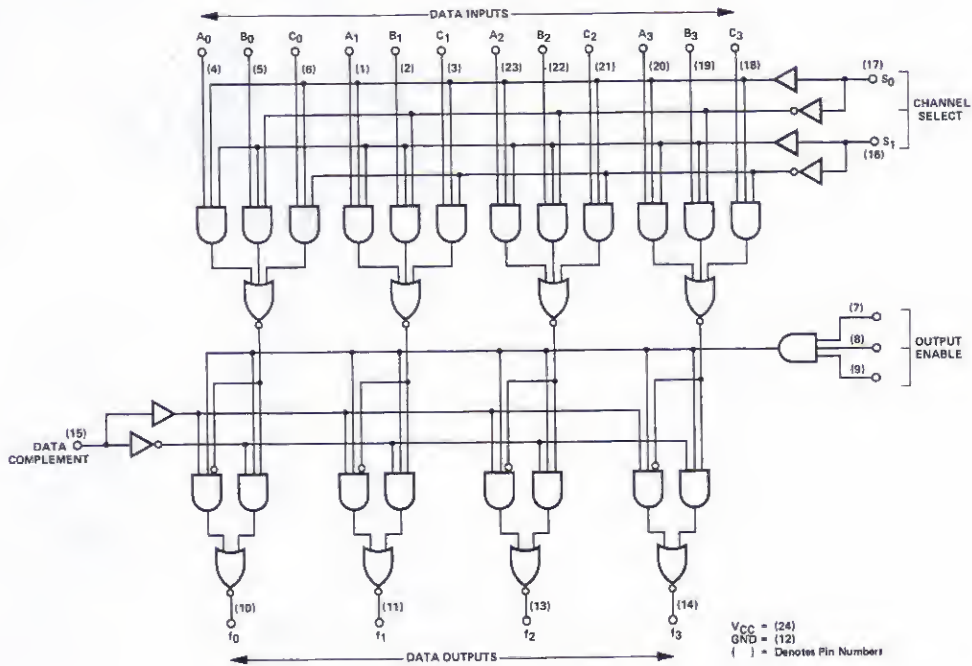 DATA INPUTS
A0 B0 C0 A1 B1 C1 A2 B2 C2 A3 B3 C3
(4) (5) (6) (1) (2) (3) (23) (22) (21) (20) (19) (18)
(17)
S0
CHANNEL
SELECT
S1
(16)
(7)
(8)
(9)
OUTPUT
ENABLE
(15)
DATA
COMPLEMENT
(10) (11) (13) (14)
f0 f1 f2 f3
DATA OUTPUTS
VCC = (24)
GND = (12)
( ) = Denotes Pin Numbers